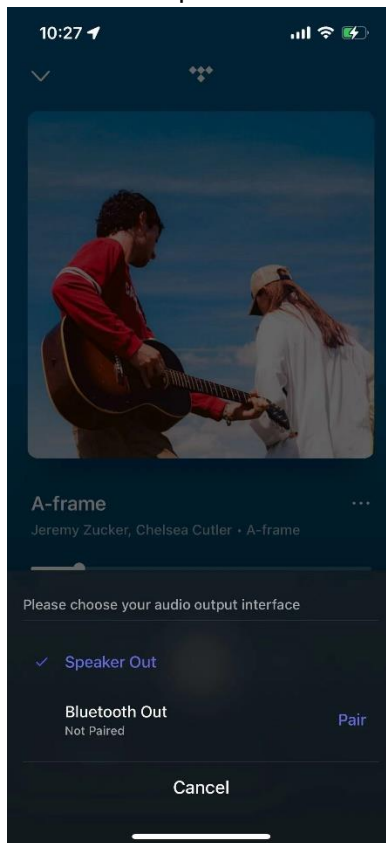 10:27
A-frame
Jeremy Zucker, Chelsea Cutler • A-frame
Please choose your audio output interface
Speaker Out
Bluetooth Out
Not Paired
Pair
Cancel